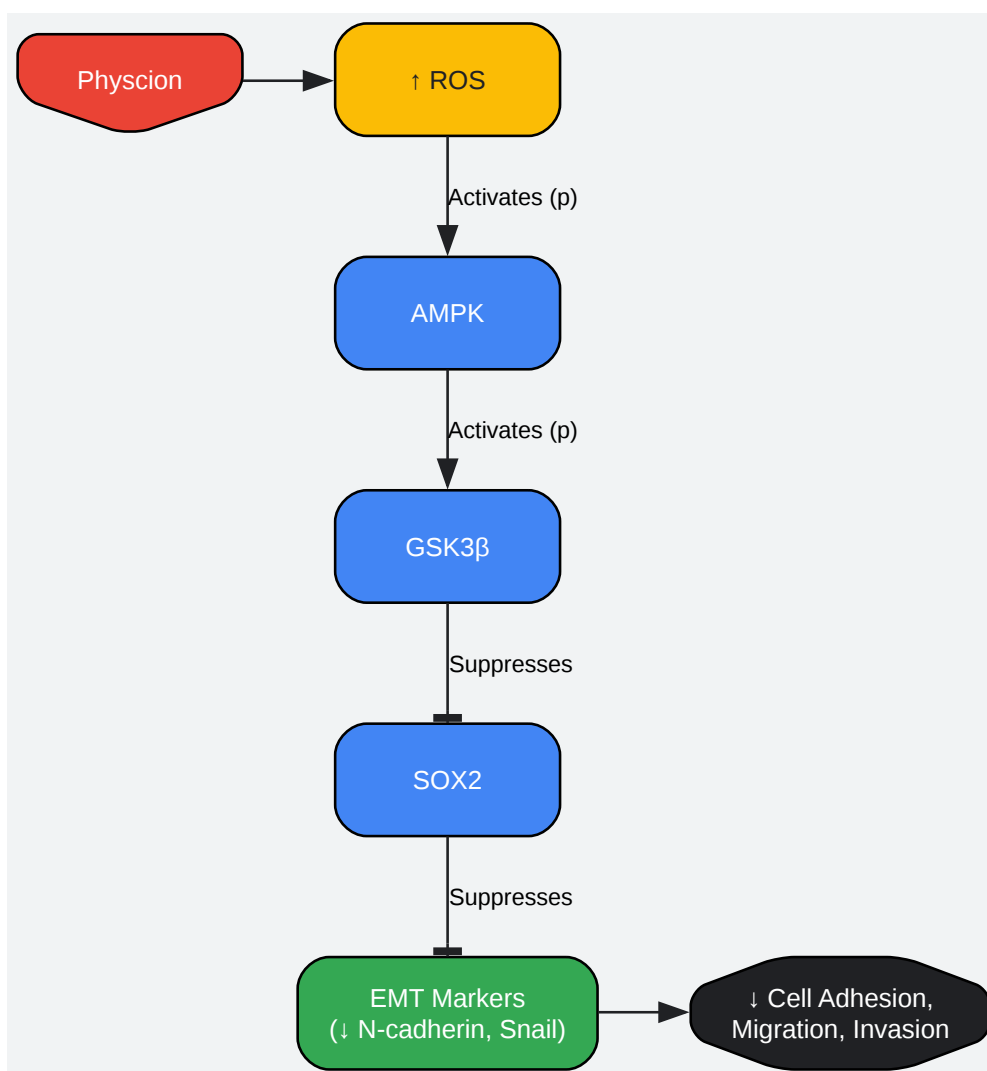 Physcion
↑ ROS
Activates (p)
AMPK
Activates (p)
GSK3β
Suppresses
SOX2
Suppresses
EMT Markers
(↓ N-cadherin, Snail)
↓ Cell Adhesion,
Migration, Invasion